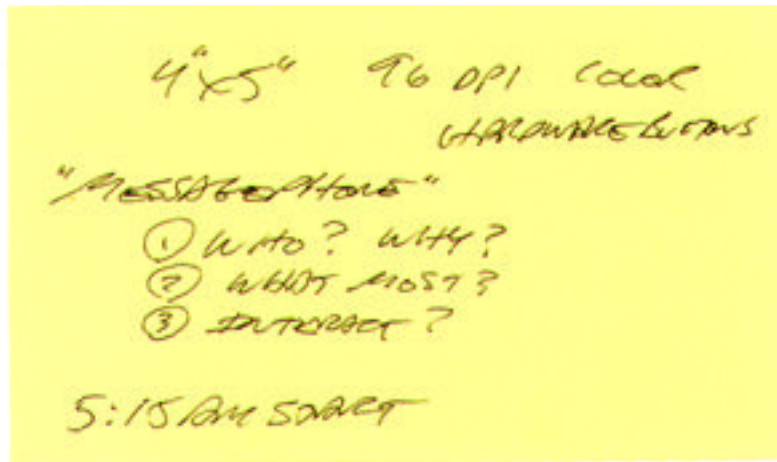 4"x5" 96 DPI COLOR
HARDWARE BUTTONS
"MESSAGEPHONE"
① WHO? WHY?
② WHAT MOST?
③ INTERACT?
5:15 AM START